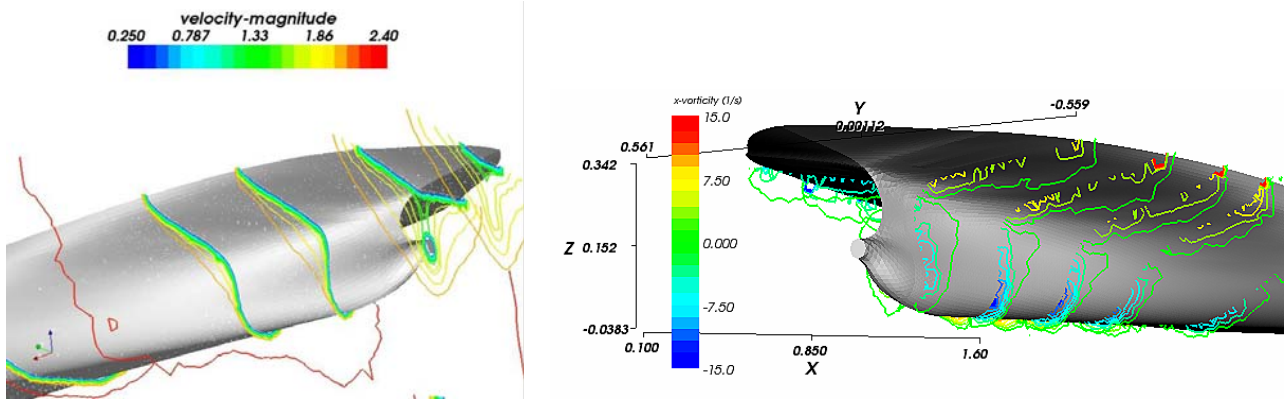 velocity-magnitude
0.250 0.787 1.33 1.86 2.40
x-vorticity (1/s)
15.0
7.50
0.000
-7.50
-15.0
Y
-0.559
0.00112
0.561
0.342
Z 0.152
-0.0383
0.100 0.850 1.60
X